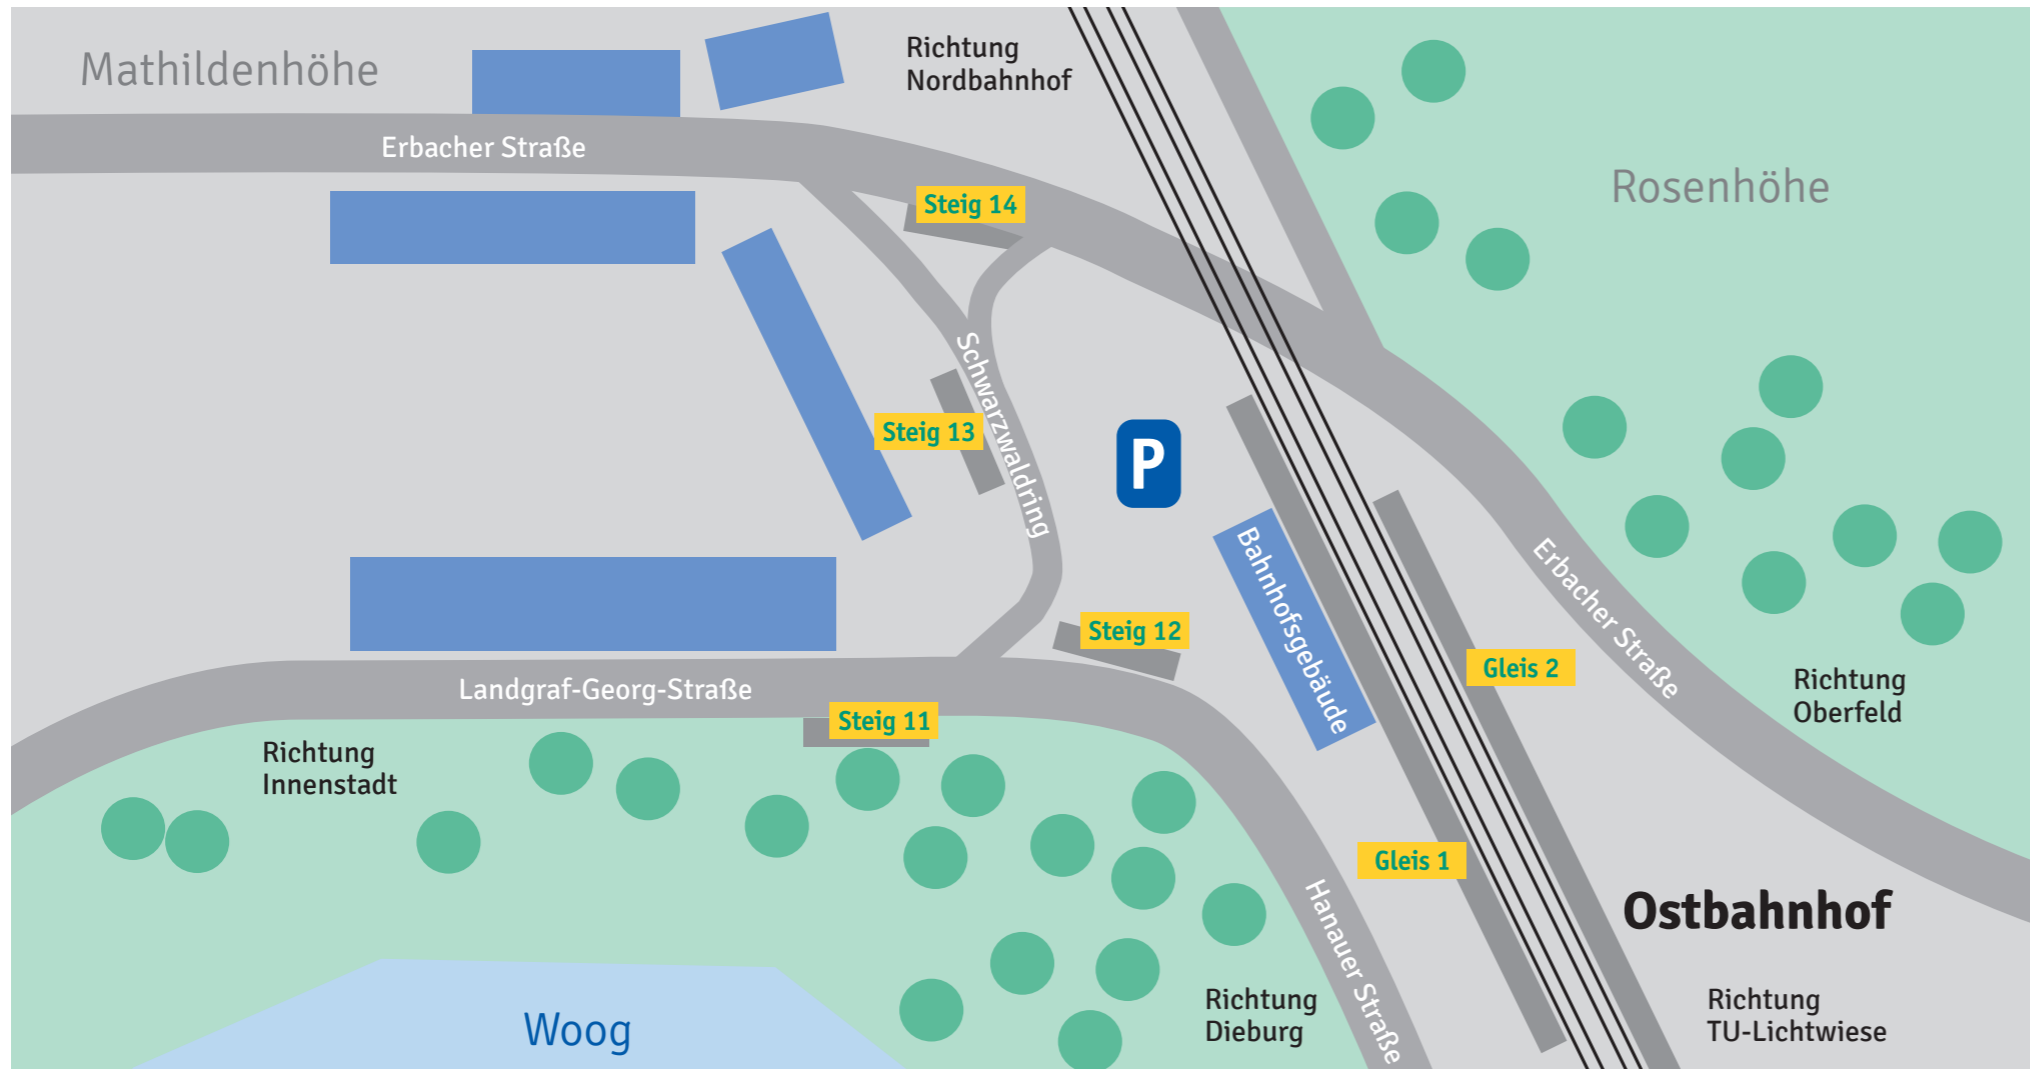 Mathildenhöhe
Richtung
Nordbahnhof
Erbacher Straße
Rosenhöhe
Steig 14
Schwarzwaldring
Steig 13
P
Bahnhofsgebäude
Erbacher Straße
Steig 12
Gleis 2
Landgraf-Georg-Straße
Steig 11
Richtung
Oberfeld
Richtung
Innenstadt
Gleis 1
Hanauer Straße
Ostbahnhof
Richtung
Dieburg
Richtung
TU-Lichtwiese
Woog